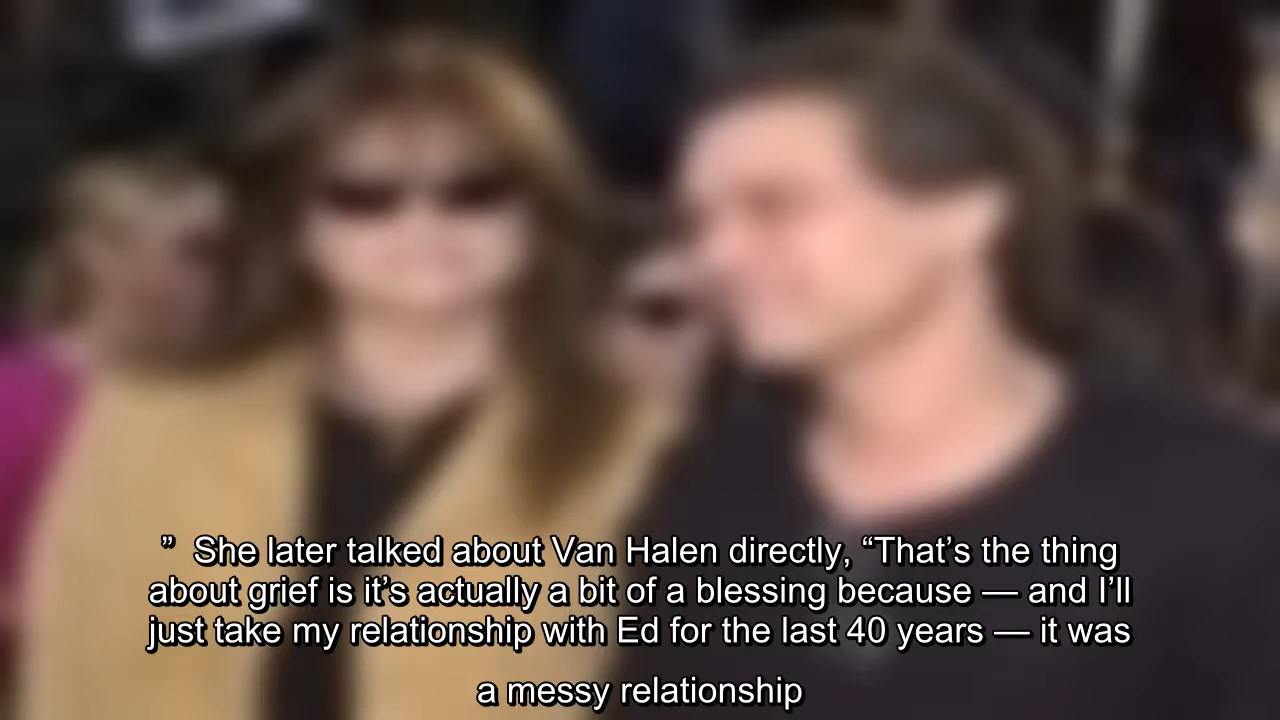 ”  She later talked about Van Halen directly, “That’s the thing
about grief is it’s actually a bit of a blessing because — and I’ll
just take my relationship with Ed for the last 40 years — it was
a messy relationship